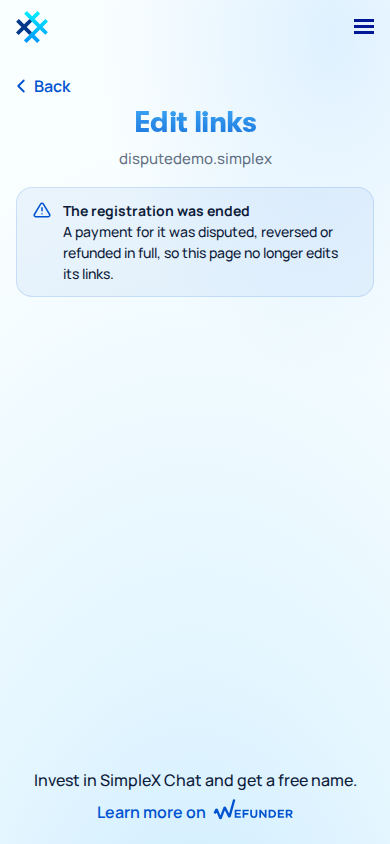 Back
Edit links
disputedemo.simplex
The registration was ended
A payment for it was disputed, reversed or
refunded in full, so this page no longer edits
its links.
Invest in SimpleX Chat and get a free name.
Learn more on WEFUNDER